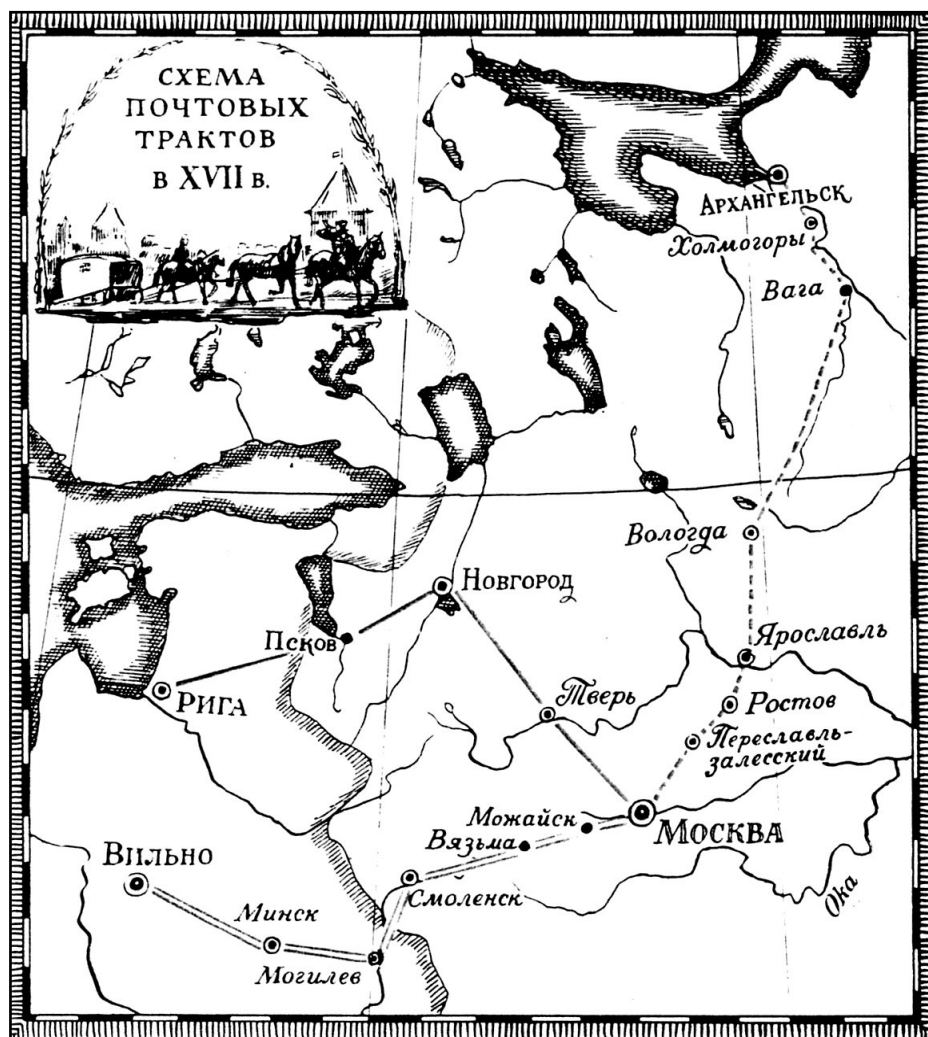 СХЕМА
ПОЧТОВЫХ
ТРАКТОВ
В XVII В.
АРХАНГЕЛЬСК
Холмогоры
Вага
Вологда
НОВГОРОД
Псков
Ярославль
РИГА
Тверь
Ростов
Переславль-
залесский
Можайск
МОСКВА
Вязьма
ВИЛЬНО
Смоленск
Ока
Минск
Могилев